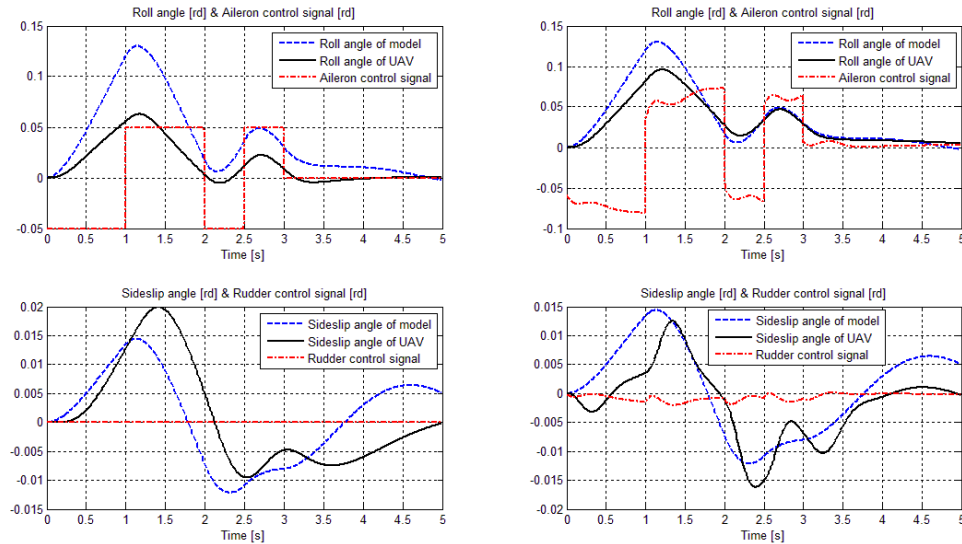 Roll angle [rd] & Aileron control signal [rd]
0.15
0.1
0.05
0
-0.05
0 0.5 1 1.5 2 2.5 3 3.5 4 4.5 5
Time [s]
Roll angle of model
Roll angle of UAV
Aileron control signal
Roll angle [rd] & Aileron control signal [rd]
0.15
0.1
0.05
0
-0.05
-0.1
0 0.5 1 1.5 2 2.5 3 3.5 4 4.5 5
Time [s]
Roll angle of model
Roll angle of UAV
Aileron control signal
Sideslip angle [rd] & Rudder control signal [rd]
0.02
0.015
0.01
0.005
0
-0.005
-0.01
-0.015
0 0.5 1 1.5 2 2.5 3 3.5 4 4.5 5
Time [s]
Sideslip angle of model
Sideslip angle of UAV
Rudder control signal
Sideslip angle [rd] & Rudder control signal [rd]
0.015
0.01
0.005
0
-0.005
-0.01
-0.015
-0.02
0 0.5 1 1.5 2 2.5 3 3.5 4 4.5 5
Time [s]
Sideslip angle of model
Sideslip angle of UAV
Rudder control signal